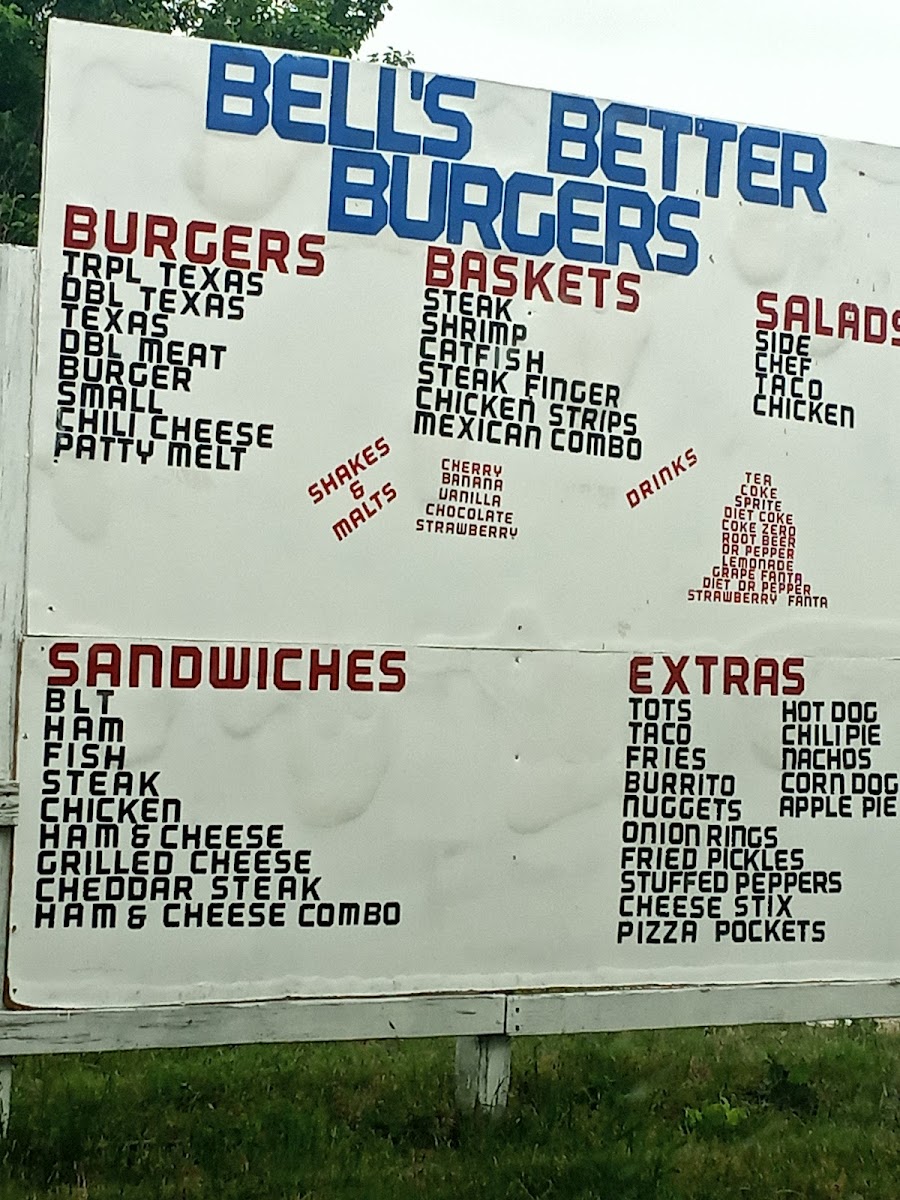 BELL'S BETTER
BURGERS
BURGERS
TRPL TEXAS
DBL TEXAS
TEXAS
DBL MEAT
BURGER
SMALL
CHILI CHEESE
PATTY MELT
BASKETS
STEAK
SHRIMP
CATFISH
STEAK FINGER
CHICKEN STRIPS
MEXICAN COMBO
SALADS
SIDE
CHEF
TACO
CHICKEN
SHAKES
&
MALTS
CHERRY
BANANA
VANILLA
CHOCOLATE
STRAWBERRY
DRINKS
TEA
COKE
SPRITE
DIET COKE
COKE ZERO
ROOT BEER
DR PEPPER
LEMONADE
GRAPE FANTA
DIET DR PEPPER
STRAWBERRY FANTA
SANDWICHES
BLT
HAM
FISH
STEAK
CHICKEN
HAM & CHEESE
GRILLED CHEESE
CHEDDAR STEAK
HAM & CHEESE COMBO
EXTRAS
TOTS
TACO
FRIES
BURRITO
NUGGETS
ONION RINGS
FRIED PICKLES
STUFFED PEPPERS
CHEESE STIX
PIZZA POCKETS
HOT DOG
CHILI PIE
NACHOS
CORN DOG
APPLE PIE